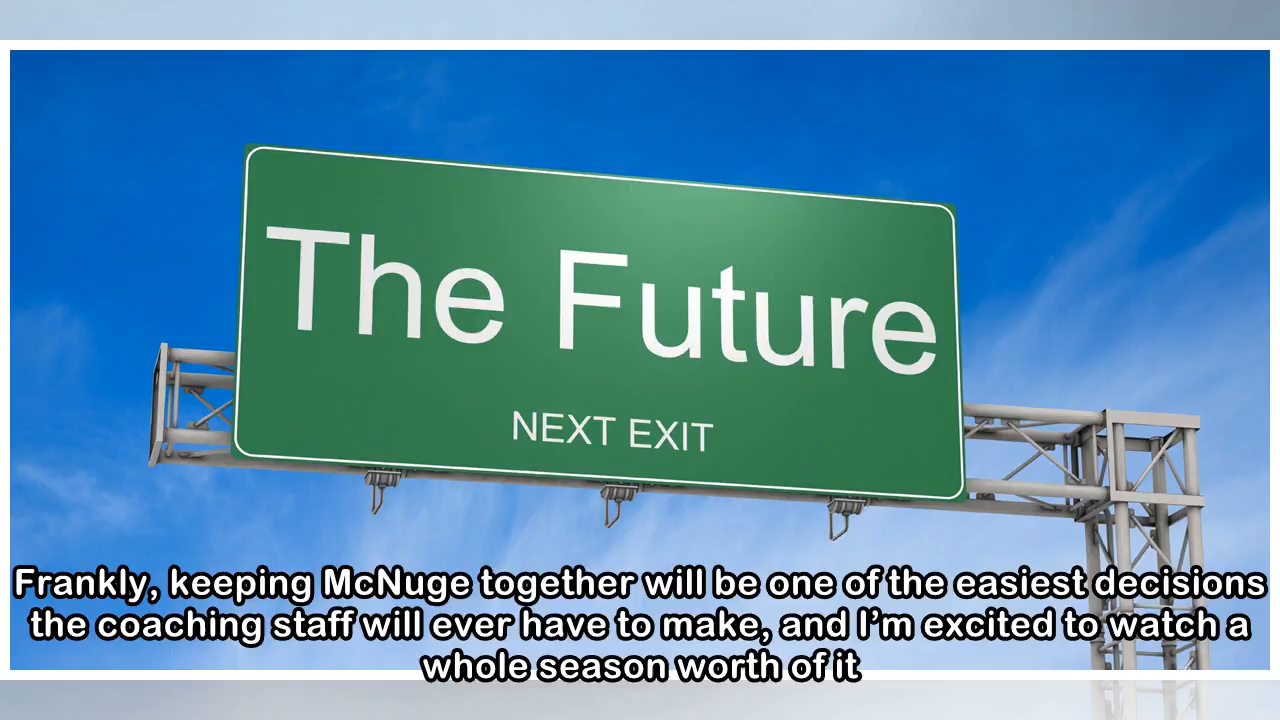 The Future
NEXT EXIT
Frankly, keeping McNuge together will be one of the easiest decisions
the coaching staff will ever have to make, and I’m excited to watch a
whole season worth of it